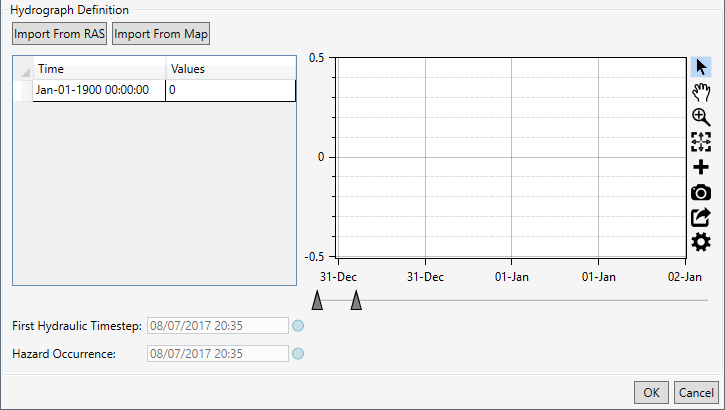 Hydrograph Definition
Import From RAS Import From Map
Time Values
Jan-01-1900 00:00:00 0
0.5
0
-0.5
31-Dec 31-Dec 01-Jan 01-Jan 02-Jan
First Hydraulic Timestep: 08/07/2017 20:35
Hazard Occurrence: 08/07/2017 20:35
OK Cancel